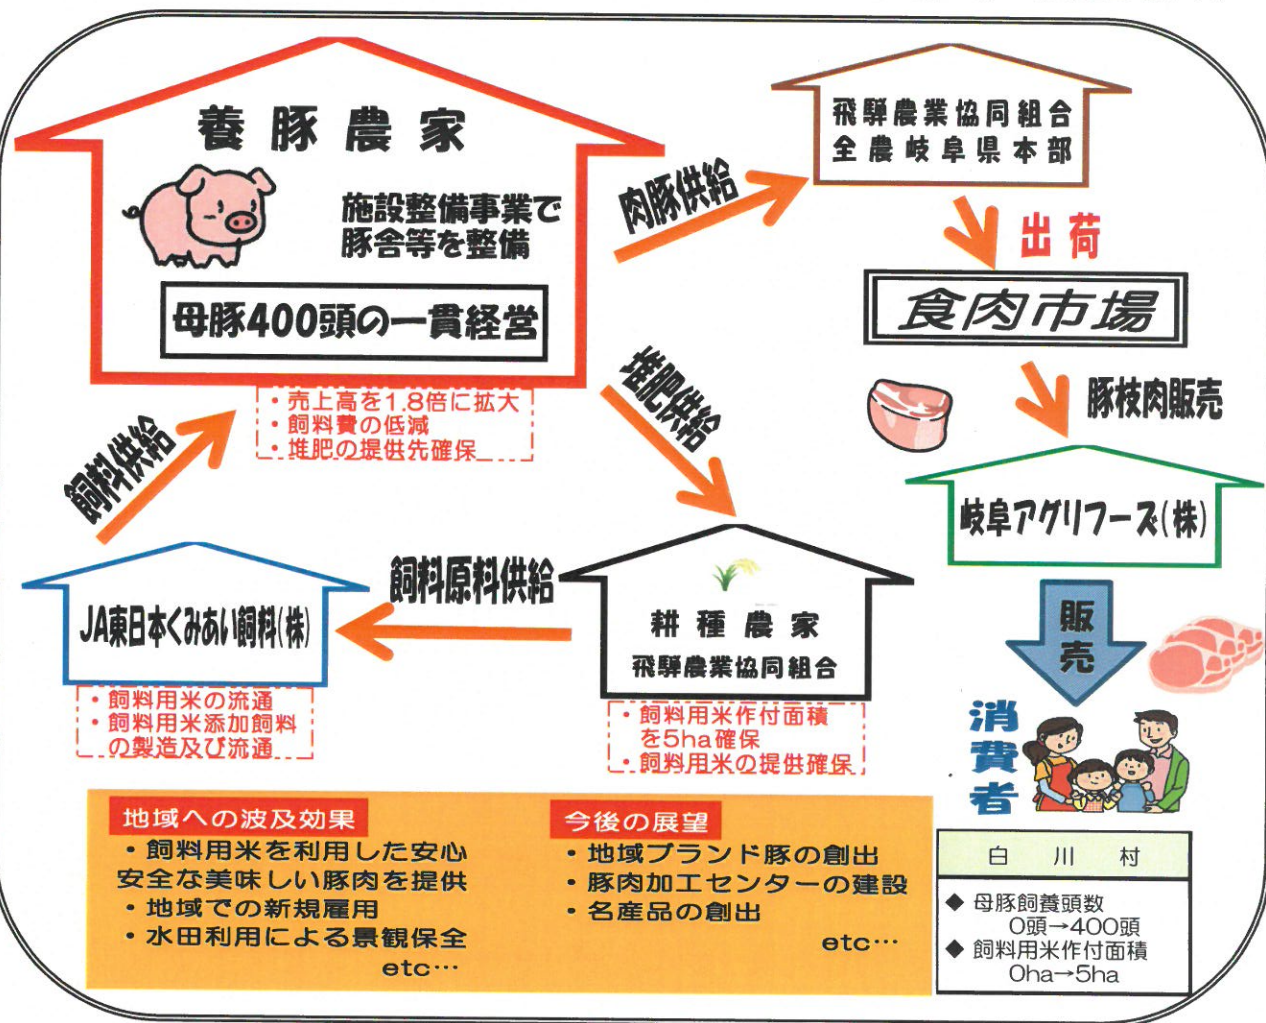 養豚農家
施設整備事業で
豚舎等を整備
母豚400頭の一貫経営
・売上高を1.8倍に拡大
・飼料費の低減
・堆肥の提供先確保
肉豚供給
飛騨農業協同組合
全農岐阜県本部
出荷
食肉市場
豚枝肉販売
岐阜アグリフーズ(株)
販売
消費者
堆肥供給
飼料供給
飼料原料供給
JA東日本くみあい飼料(株)
・飼料用米の流通
・飼料用米添加飼料
の製造及び流通
耕種農家
飛騨農業協同組合
・飼料用米作付面積
を5ha確保
・飼料用米の提供確保
地域への波及効果
・飼料用米を利用した安心
安全な美味しい豚肉を提供
・地域での新規雇用
・水田利用による景観保全
etc…
今後の展望
・地域ブランド豚の創出
・豚肉加工センターの建設
・名産品の創出
etc…
白川村
◆ 母豚飼養頭数
0頭→400頭
◆ 飼料用米作付面積
0ha→5ha